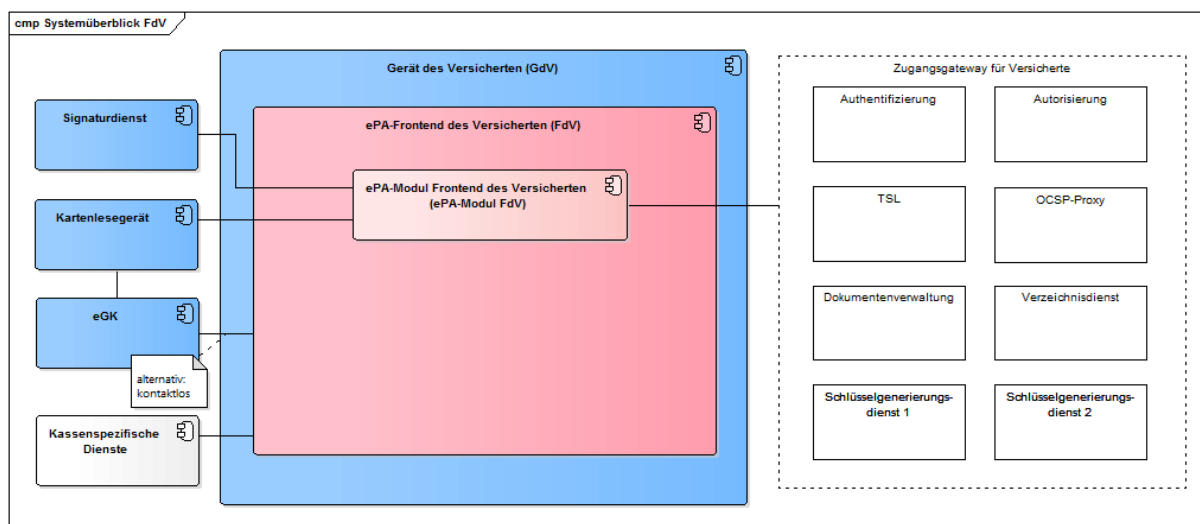 cmp Systemüberblick FdV
Gerät des Versicherten (GdV)
Signaturdienst
ePA-Frontend des Versicherten (FdV)
ePA-Modul Frontend des Versicherten
(ePA-Modul FdV)
Kartenlesegerät
eGK
alternativ:
kontaktlos
Kassenspezifische
Dienste
Zugangsgateway für Versicherte
Authentifizierung
Autorisierung
TSL
OCSP-Proxy
Dokumentenverwaltung
Verzeichnisdienst
Schlüsselgenerierungs-
dienst 1
Schlüsselgenerierungs-
dienst 2